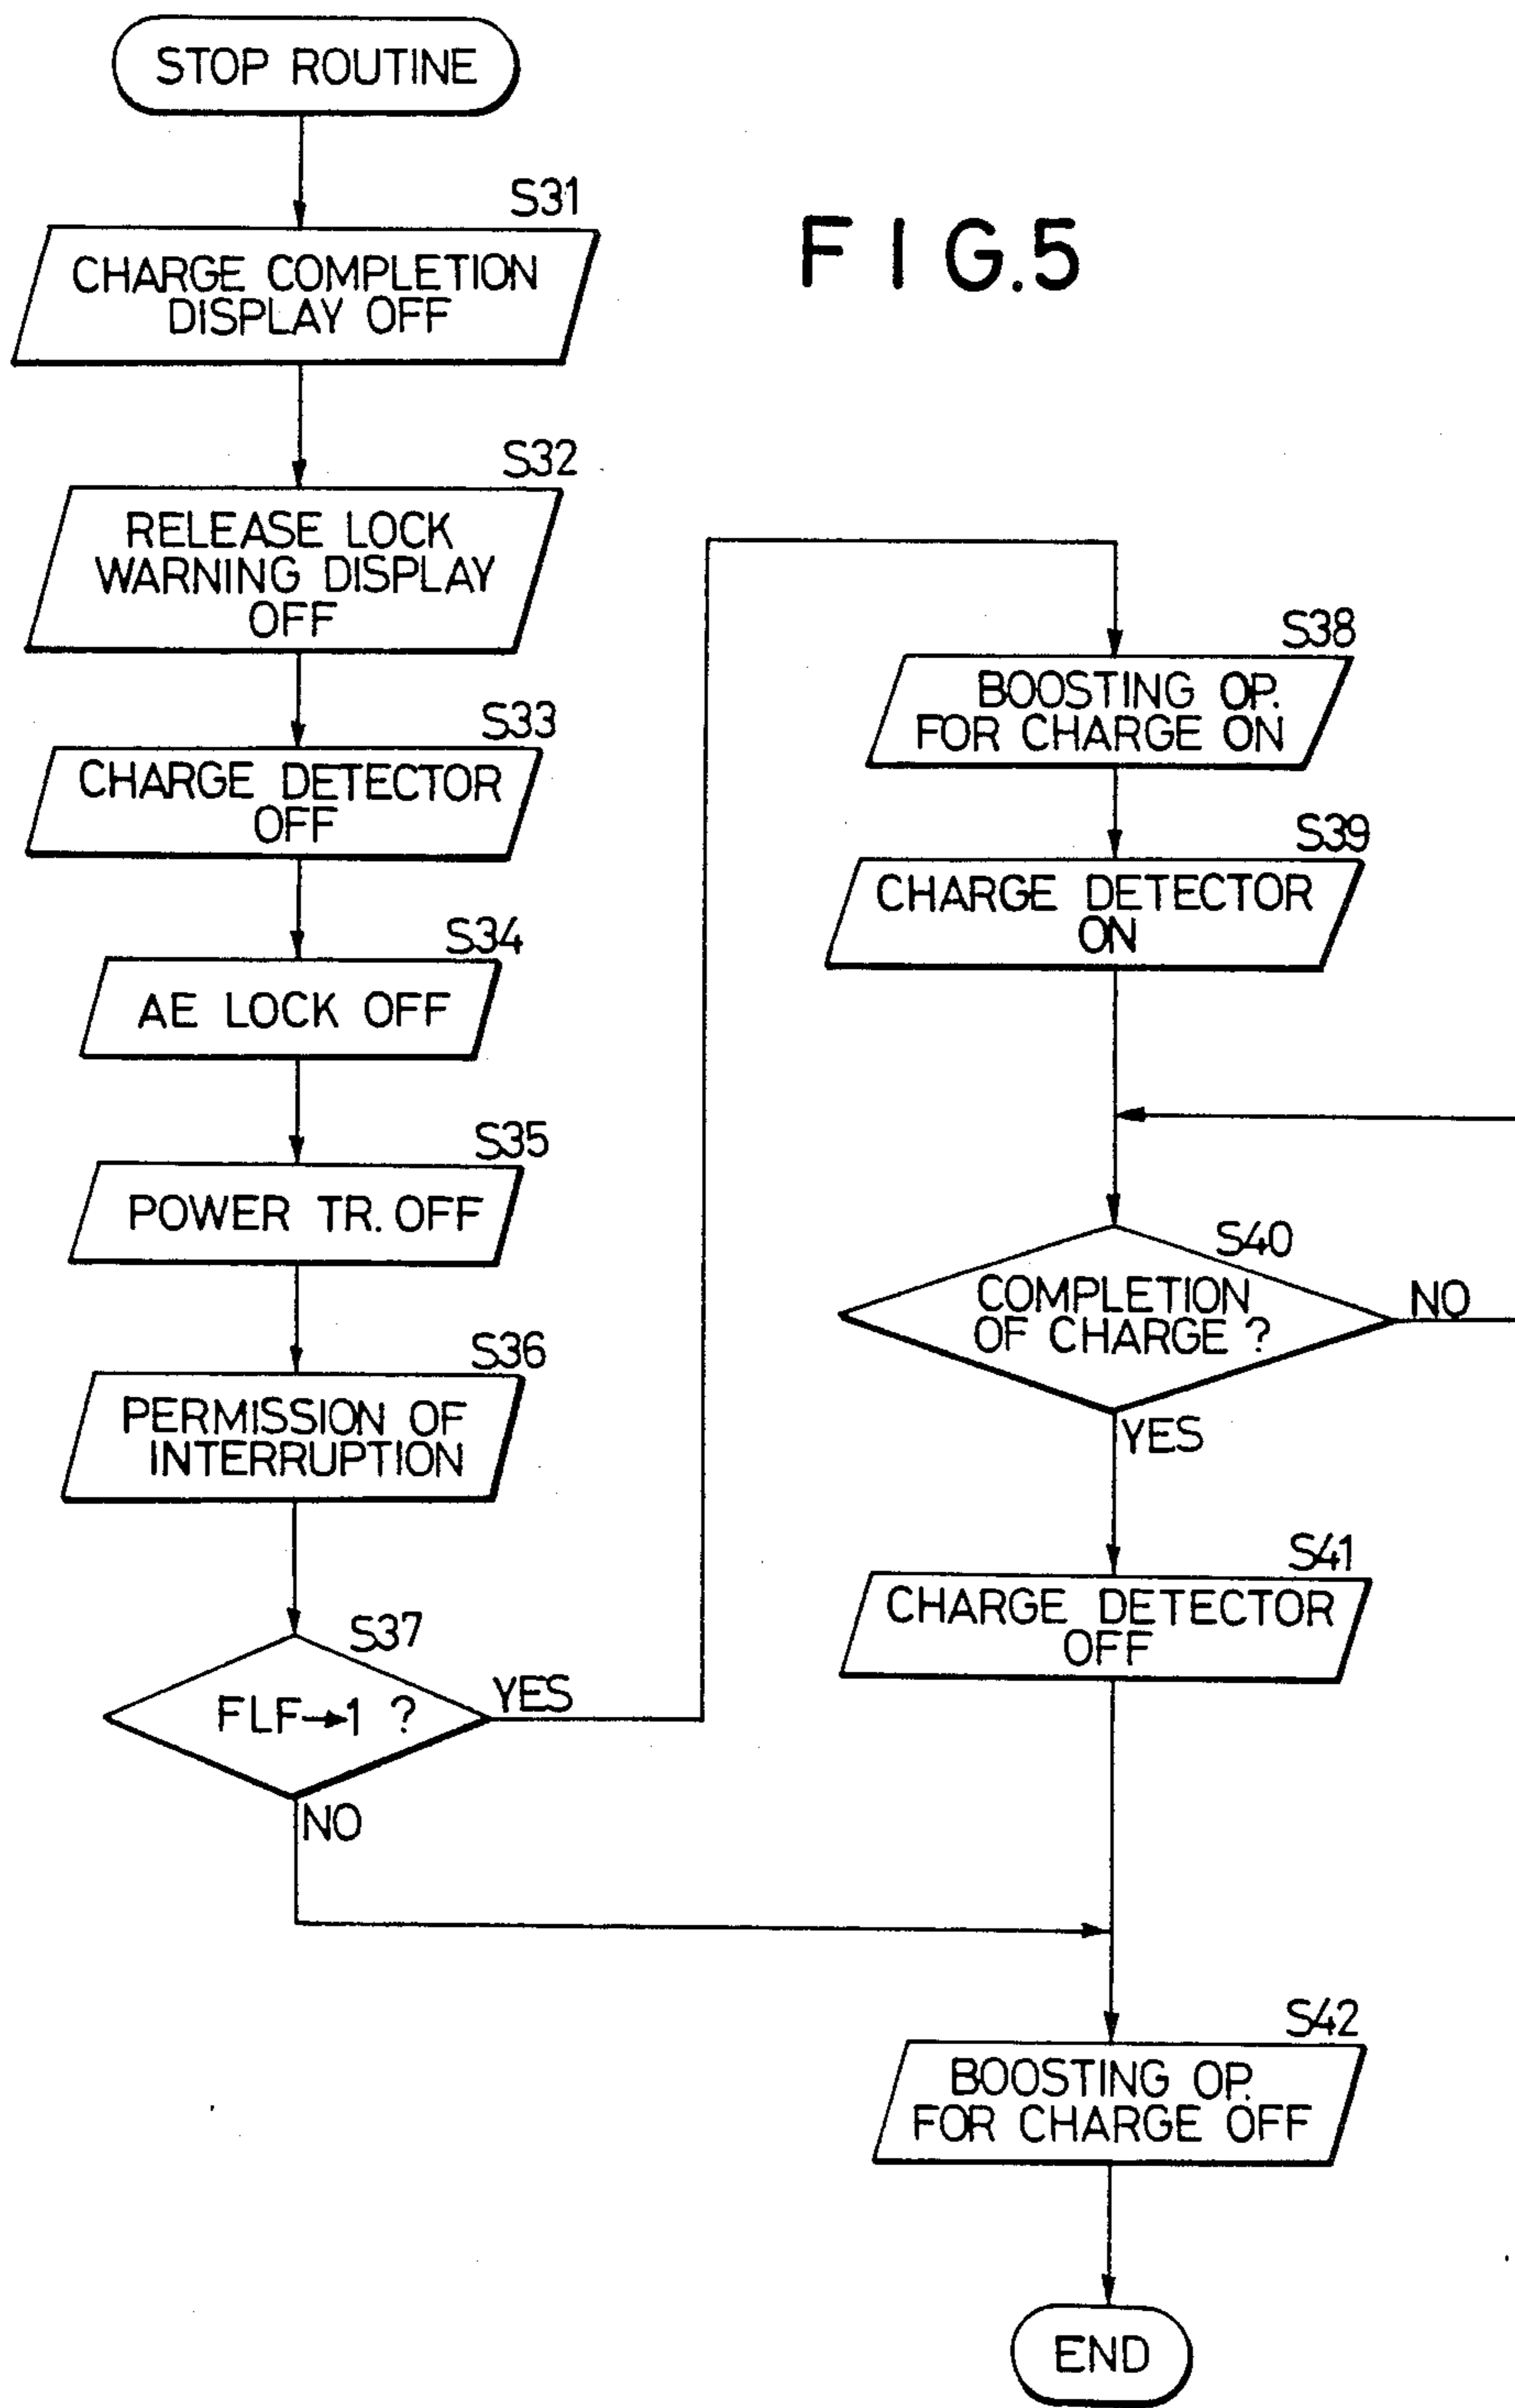 STOP ROUTINE
S31
CHARGE COMPLETION
DISPLAY OFF
S32
RELEASE LOCK
WARNING DISPLAY
OFF
S33
CHARGE DETECTOR
OFF
S34
AE LOCK OFF
S35
POWER TR. OFF
S36
PERMISSION OF
INTERRUPTION
S37
FLF→1 ?
YES
NO
FIG.5
S38
BOOSTING OP.
FOR CHARGE ON
S39
CHARGE DETECTOR
ON
S40
COMPLETION
OF CHARGE ?
NO
YES
S41
CHARGE DETECTOR
OFF
S42
BOOSTING OP.
FOR CHARGE OFF
END